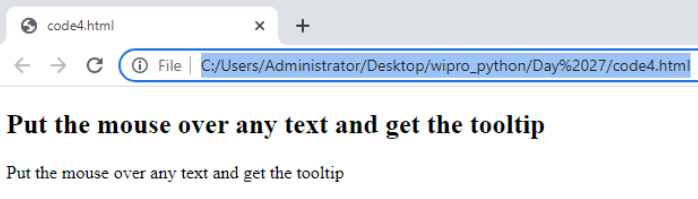 code4.html
File C:/Users/Administrator/Desktop/wipro_python/Day%2027/code4.html
Put the mouse over any text and get the tooltip
Put the mouse over any text and get the tooltip